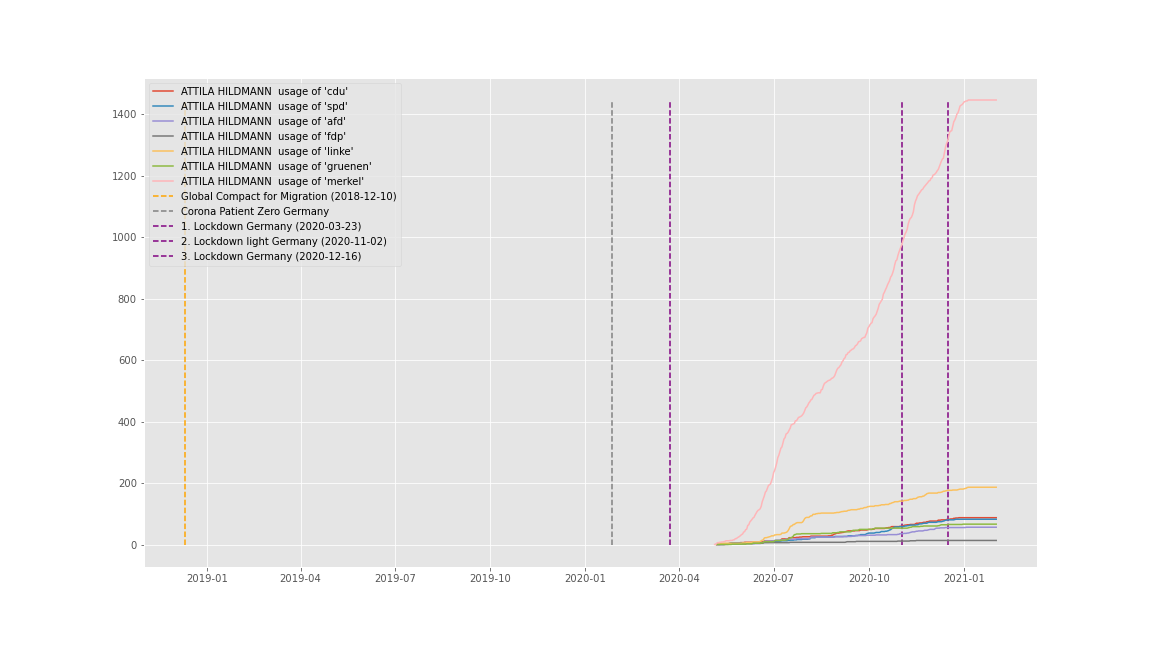 ATTILA HILDMANN  usage of 'cdu'
ATTILA HILDMANN  usage of 'spd'
ATTILA HILDMANN  usage of 'afd'
ATTILA HILDMANN  usage of 'fdp'
ATTILA HILDMANN  usage of 'linke'
ATTILA HILDMANN  usage of 'gruenen'
ATTILA HILDMANN  usage of 'merkel'
Global Compact for Migration (2018-12-10)
Corona Patient Zero Germany
1. Lockdown Germany (2020-03-23)
2. Lockdown light Germany (2020-11-02)
3. Lockdown Germany (2020-12-16)
1400
1200
1000
800
600
400
200
0
2019-01 2019-04 2019-07 2019-10 2020-01 2020-04 2020-07 2020-10 2021-01